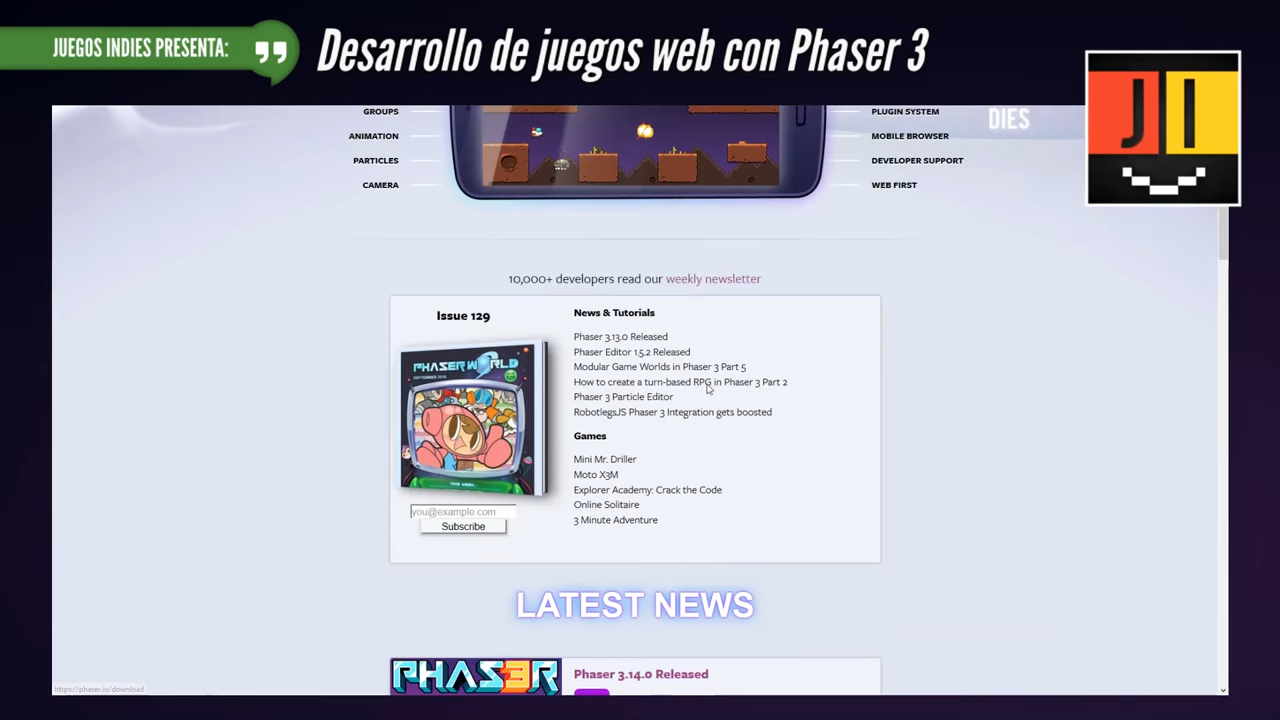 JUEGOS INDIES PRESENTA:
Desarrollo de juegos web con Phaser 3
JI
DIES
GROUPS
ANIMATION
PARTICLES
CAMERA
PLUGIN SYSTEM
MOBILE BROWSER
DEVELOPER SUPPORT
WEB FIRST
10,000+ developers read our weekly newsletter
Issue 129
PHASER WORLD
you@example.com
Subscribe
News & Tutorials
Phaser 3.13.0 Released
Phaser Editor 1.5.2 Released
Modular Game Worlds in Phaser 3 Part 5
How to create a turn-based RPG in Phaser 3 Part 2
Phaser 3 Particle Editor
RobotlegsJS Phaser 3 Integration gets boosted
Games
Mini Mr. Driller
Moto X3M
Explorer Academy: Crack the Code
Online Solitaire
3 Minute Adventure
LATEST NEWS
PHAS3R
Phaser 3.14.0 Released
https://phaser.io/download